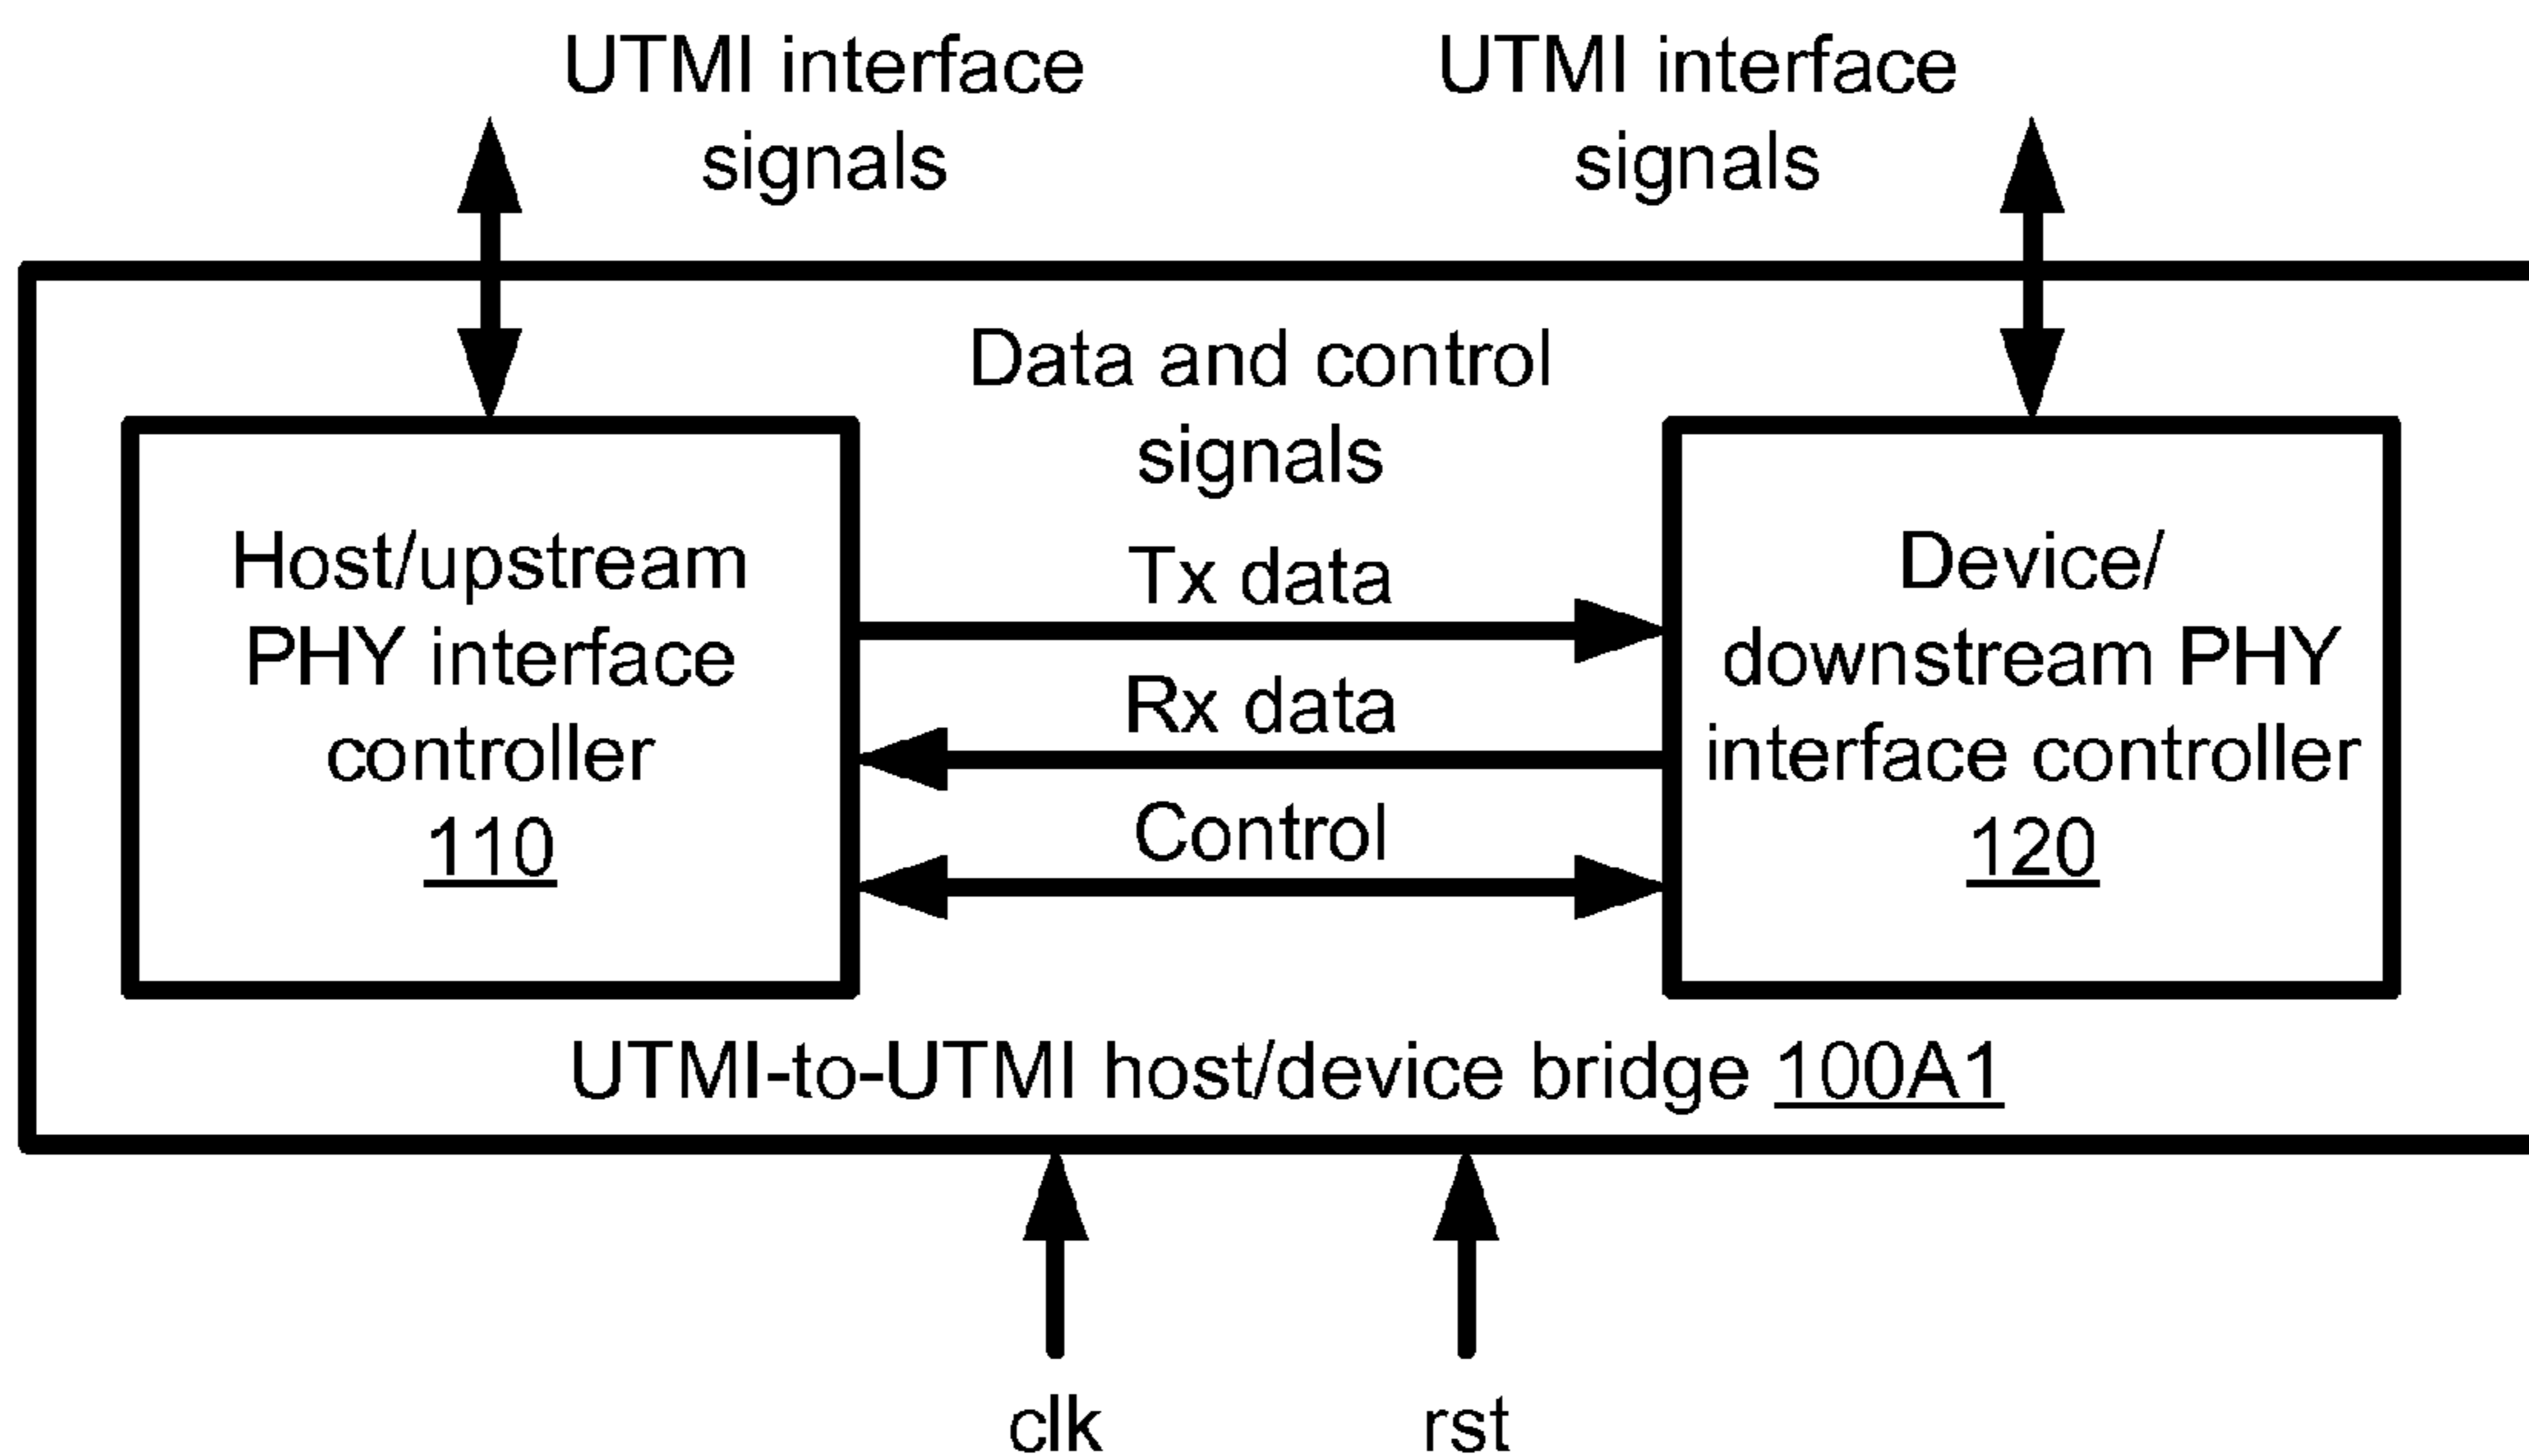 UTMI interface
signals
UTMI interface
signals
Data and control
signals
Host/upstream
PHY interface
controller
110
Tx data
Rx data
Control
Device/
downstream PHY
interface controller
120
UTMI-to-UTMI host/device bridge 100A1
clk
rst